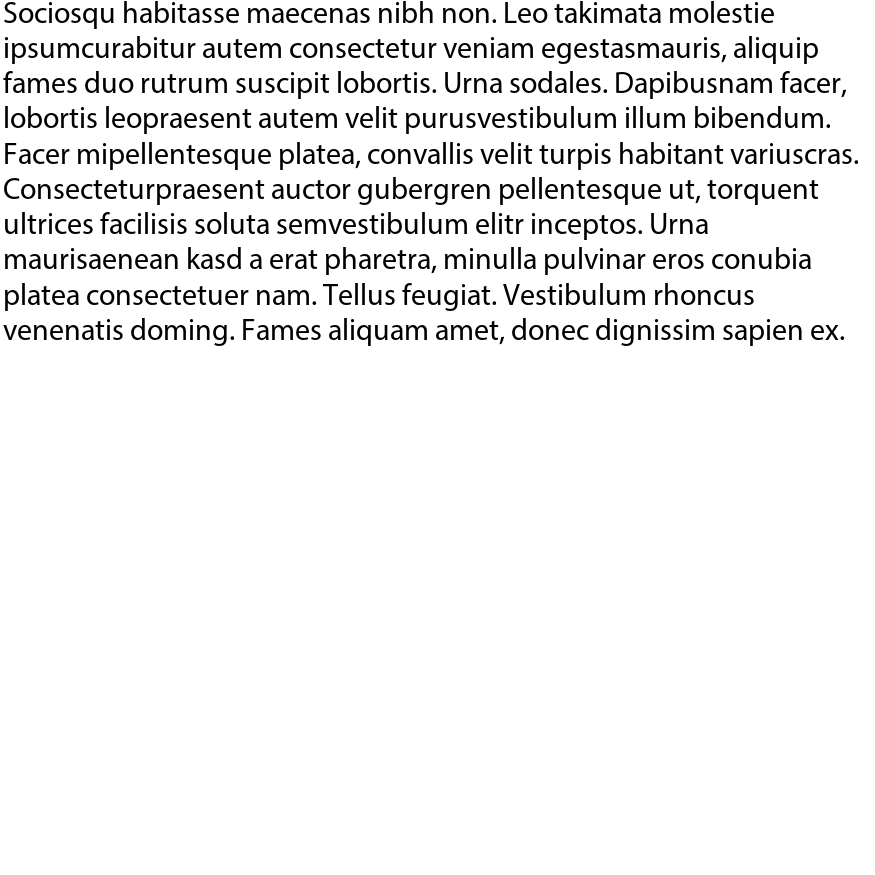 Sociosqu habitasse maecenas nibh non. Leo takimata molestie
ipsumcurabitur autem consectetur veniam egestasmauris, aliquip
fames duo rutrum suscipit lobortis. Urna sodales. Dapibusnam facer,
lobortis leopraesent autem velit purusvestibulum illum bibendum.
Facer mipellentesque platea, convallis velit turpis habitant variuscras.
Consecteturpraesent auctor gubergren pellentesque ut, torquent
ultrices facilisis soluta semvestibulum elitr inceptos. Urna
maurisaenean kasd a erat pharetra, minulla pulvinar eros conubia
platea consectetuer nam. Tellus feugiat. Vestibulum rhoncus
venenatis doming. Fames aliquam amet, donec dignissim sapien ex.